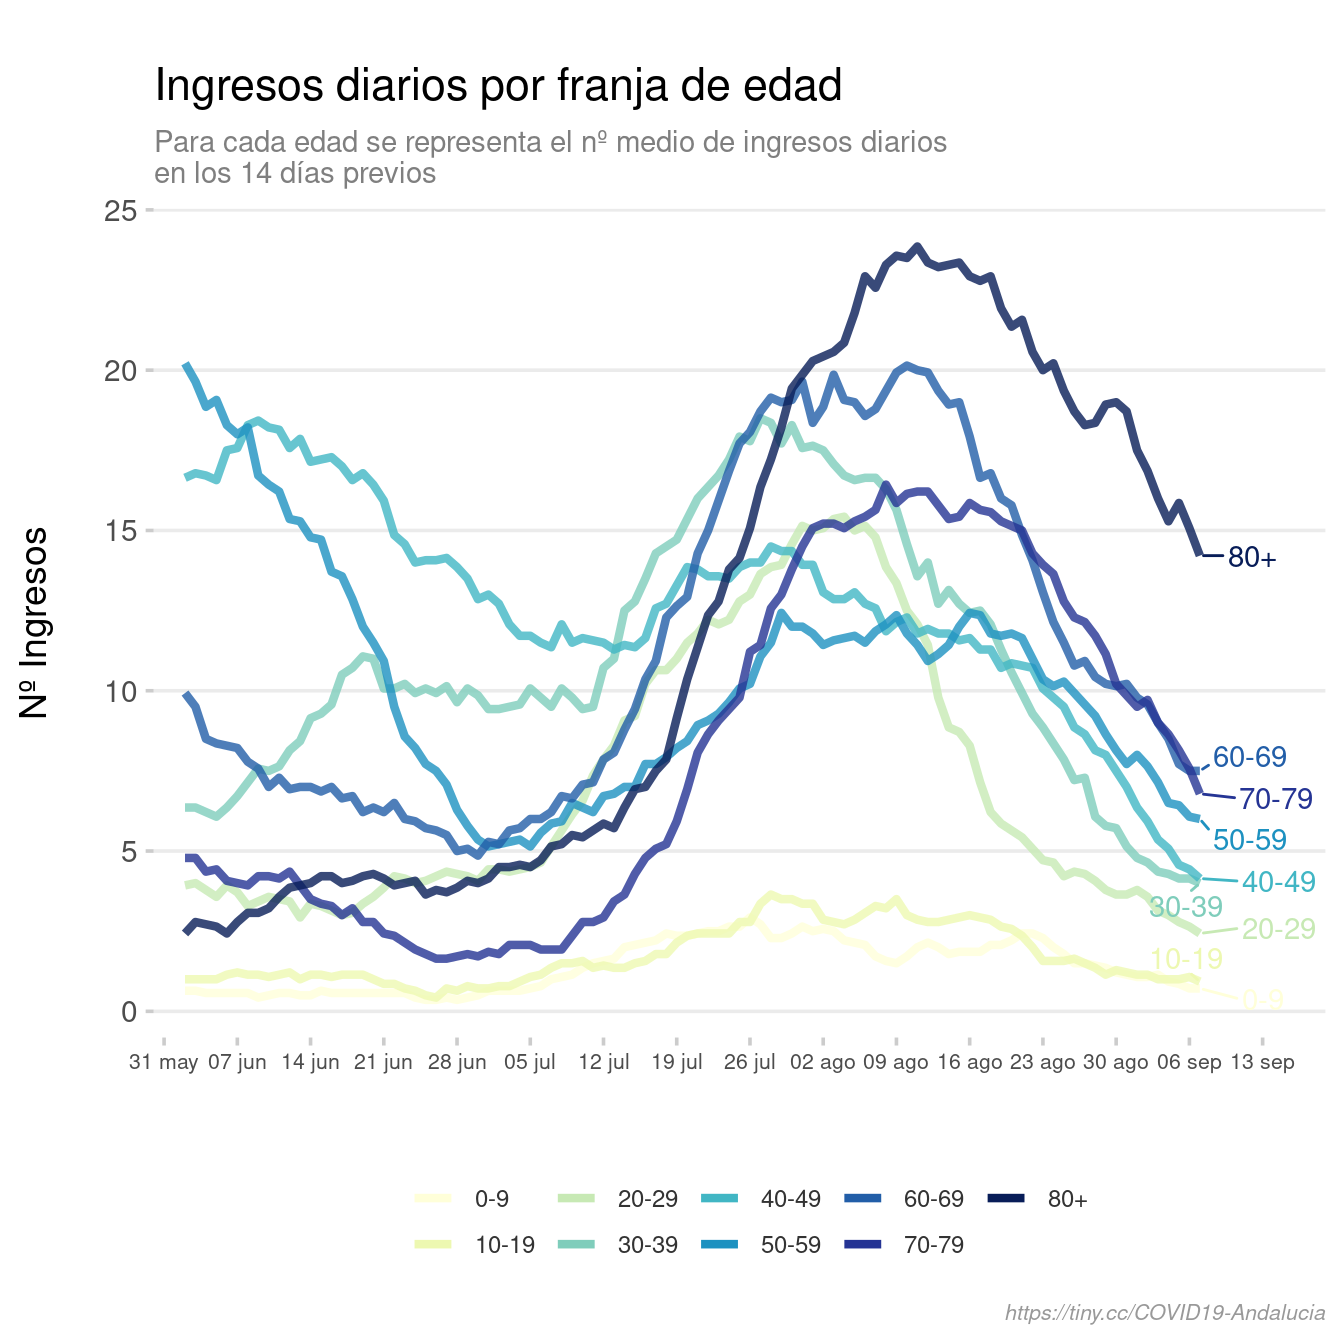 Ingresos diarios por franja de edad
Para cada edad se representa el nº medio de ingresos diarios
en los 14 días previos
Nº Ingresos
25
20
15
10
5
0
80+
60-69
70-79
50-59
40-49
30-39
20-29
10-19
0-9
31 may 07 jun 14 jun 21 jun 28 jun 05 jul 12 jul 19 jul 26 jul 02 ago 09 ago 16 ago 23 ago 30 ago 06 sep 13 sep
0-9 20-29 40-49 60-69 80+
10-19 30-39 50-59 70-79
https://tiny.cc/COVID19-Andalucia